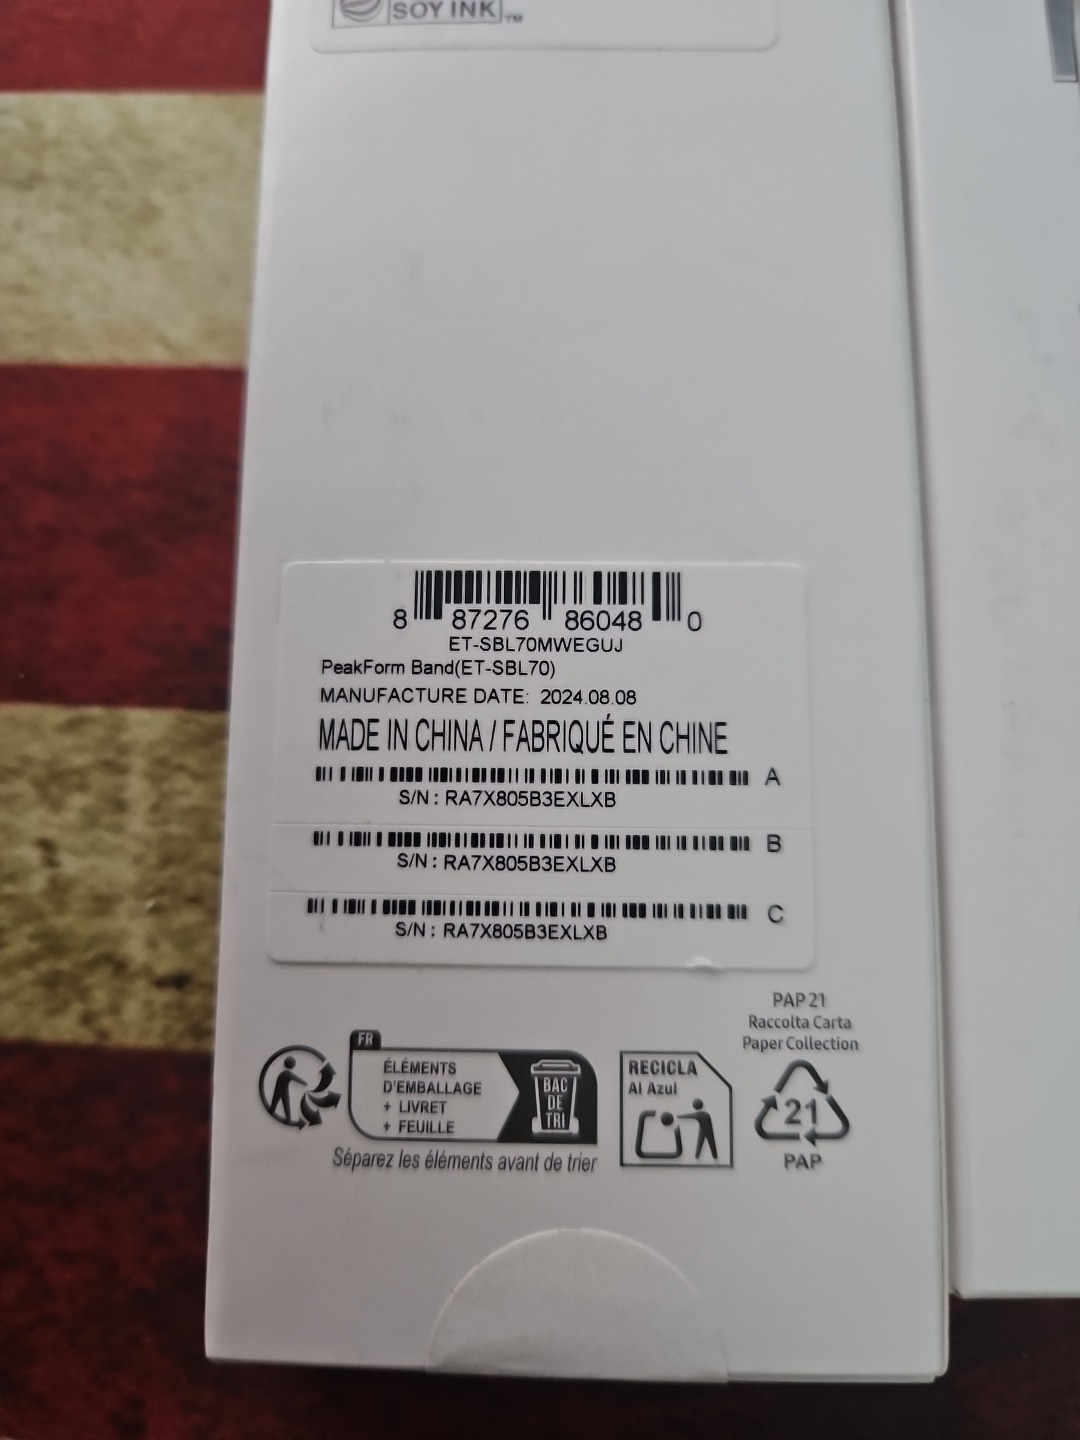 SOY INK™
8 87276 86048 0
ET-SBL70MWEGUJ
PeakForm Band(ET-SBL70)
MANUFACTURE DATE: 2024.08.08
MADE IN CHINA / FABRIQUÉ EN CHINE
A
S/N : RA7X805B3EXLXB
B
S/N : RA7X805B3EXLXB
C
S/N : RA7X805B3EXLXB
PAP 21
Raccolta Carta
Paper Collection
FR
ÉLÉMENTS
D'EMBALLAGE
+ LIVRET
+ FEUILLE
BAC
DE
TRI
Séparez les éléments avant de trier
RECICLA
Al Azul
21
PAP